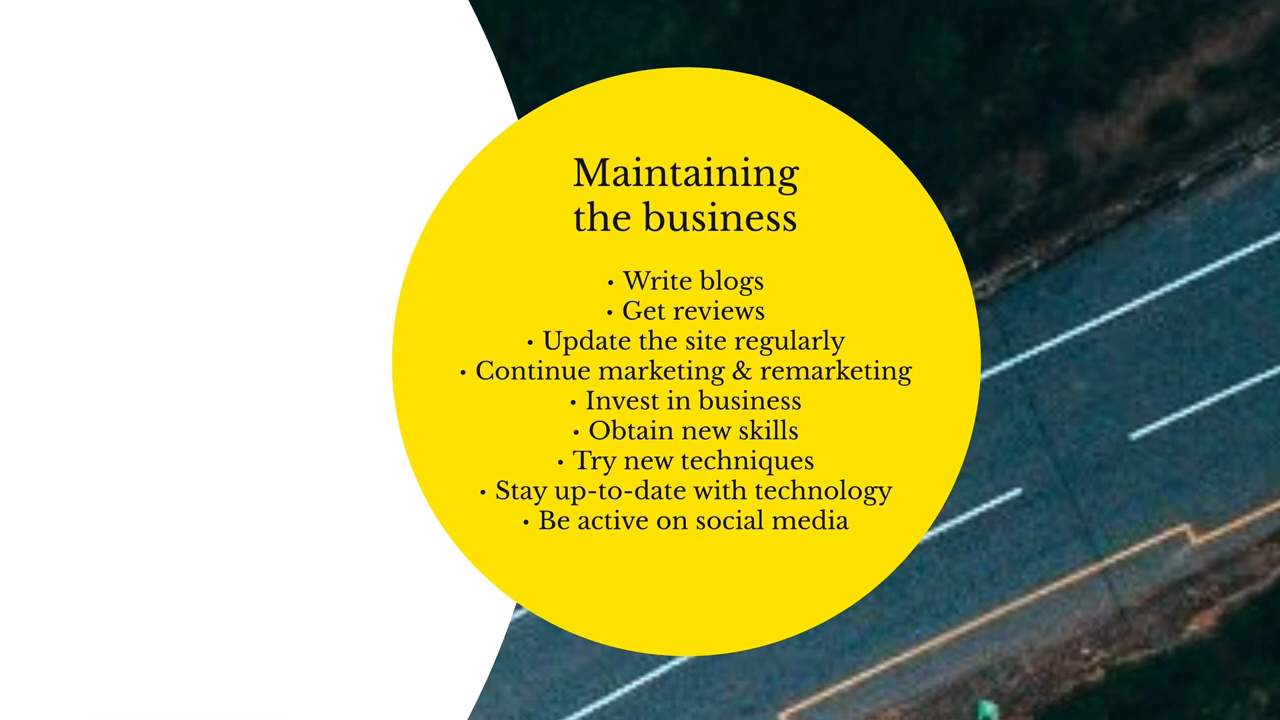 Maintaining
the business
• Write blogs
• Get reviews
• Update the site regularly
• Continue marketing & remarketing
• Invest in business
• Obtain new skills
• Try new techniques
• Stay up-to-date with technology
• Be active on social media